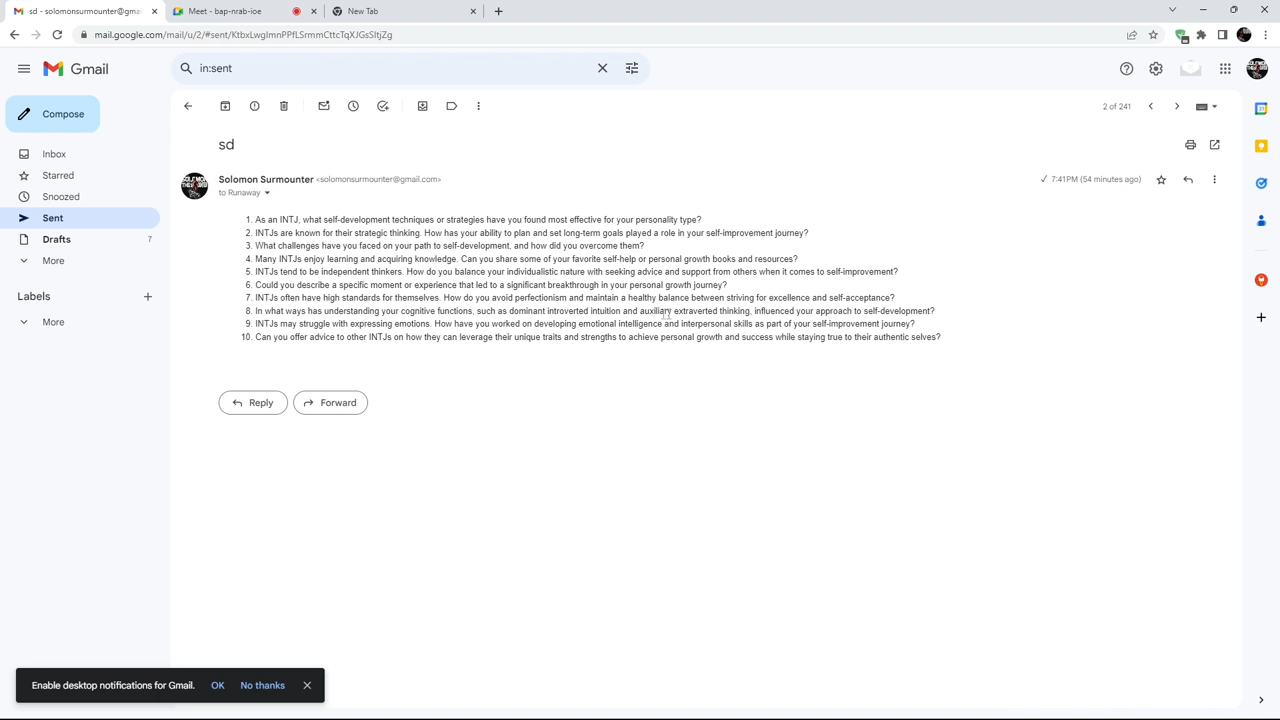 sd - solomonsurmounter@gma
Meet - bap-nrab-ioe
New Tab
mail.google.com/mail/u/2/#sent/KtbxLwgImnPPfLSrmmCttcTqXJGsSltjZg
Gmail
in:sent
Compose
2 of 241
Inbox
Starred
Snoozed
Sent
Drafts 7
More
Labels
More
sd
Solomon Surmounter <solomonsurmounter@gmail.com>
7:41 PM (54 minutes ago)
to Runaway
1. As an INTJ, what self-development techniques or strategies have you found most effective for your personality type?
2. INTJs are known for their strategic thinking. How has your ability to plan and set long-term goals played a role in your self-improvement journey?
3. What challenges have you faced on your path to self-development, and how did you overcome them?
4. Many INTJs enjoy learning and acquiring knowledge. Can you share some of your favorite self-help or personal growth books and resources?
5. INTJs tend to be independent thinkers. How do you balance your individualistic nature with seeking advice and support from others when it comes to self-improvement?
6. Could you describe a specific moment or experience that led to a significant breakthrough in your personal growth journey?
7. INTJs often have high standards for themselves. How do you avoid perfectionism and maintain a healthy balance between striving for excellence and self-acceptance?
8. In what ways has understanding your cognitive functions, such as dominant introverted intuition and auxiliary extraverted thinking, influenced your approach to self-development?
9. INTJs may struggle with expressing emotions. How have you worked on developing emotional intelligence and interpersonal skills as part of your self-improvement journey?
10. Can you offer advice to other INTJs on how they can leverage their unique traits and strengths to achieve personal growth and success while staying true to their authentic selves?
Reply
Forward
Enable desktop notifications for Gmail. OK No thanks